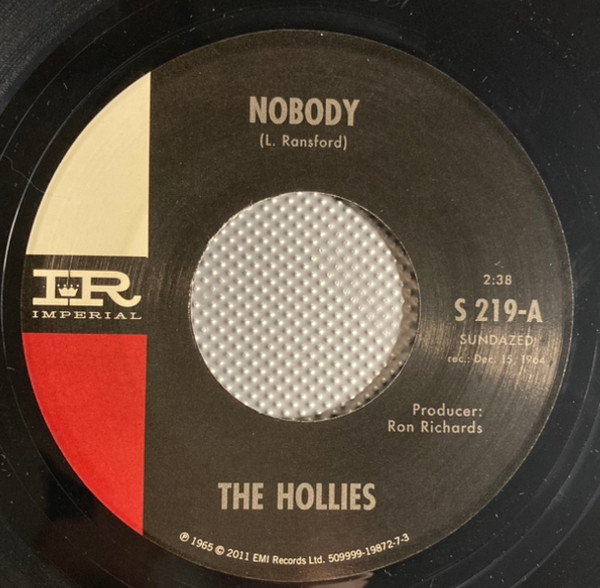 NOBODY
(L. Ransford)
IR
IMPERIAL
2:38
S 219-A
SUNDAZED
rec.: Dec. 15, 1964
Producer:
Ron Richards
THE HOLLIES
℗ 1965 © 2011 EMI Records Ltd. 509999-19872-7-3